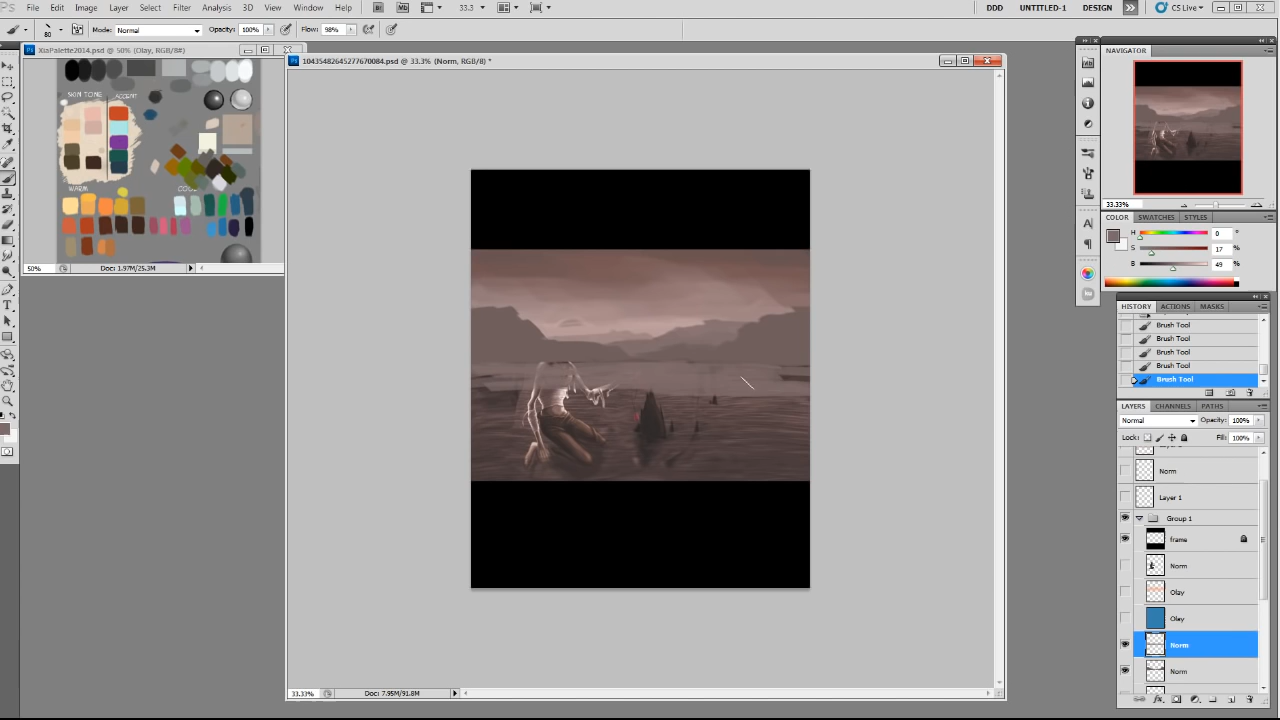 PS File Edit Image Layer Select Filter Analysis 3D View Window Help Br Mb 33.3 DDD UNTITLED-1 DESIGN CS Live
80 Mode: Normal Opacity: 100% Flow: 98%
XiaPalette2014.psd @ 50% (Olay, RGB/8#)
SKIN TONE ACCENT
WARM
50% Doc: 1.97M/25.3M
10435482645277670084.psd @ 33.3% (Norm, RGB/8) *
33.33% Doc: 7.95M/91.8M
NAVIGATOR
33.33%
COLOR SWATCHES STYLES
H 0 °
S 17 %
B 49 %
HISTORY ACTIONS MASKS
Brush Tool
Brush Tool
Brush Tool
Brush Tool
Brush Tool
LAYERS CHANNELS PATHS
Normal Opacity: 100%
Lock: Fill: 100%
Norm
Layer 1
Group 1
frame
Norm
Olay
Olay
Norm
Norm